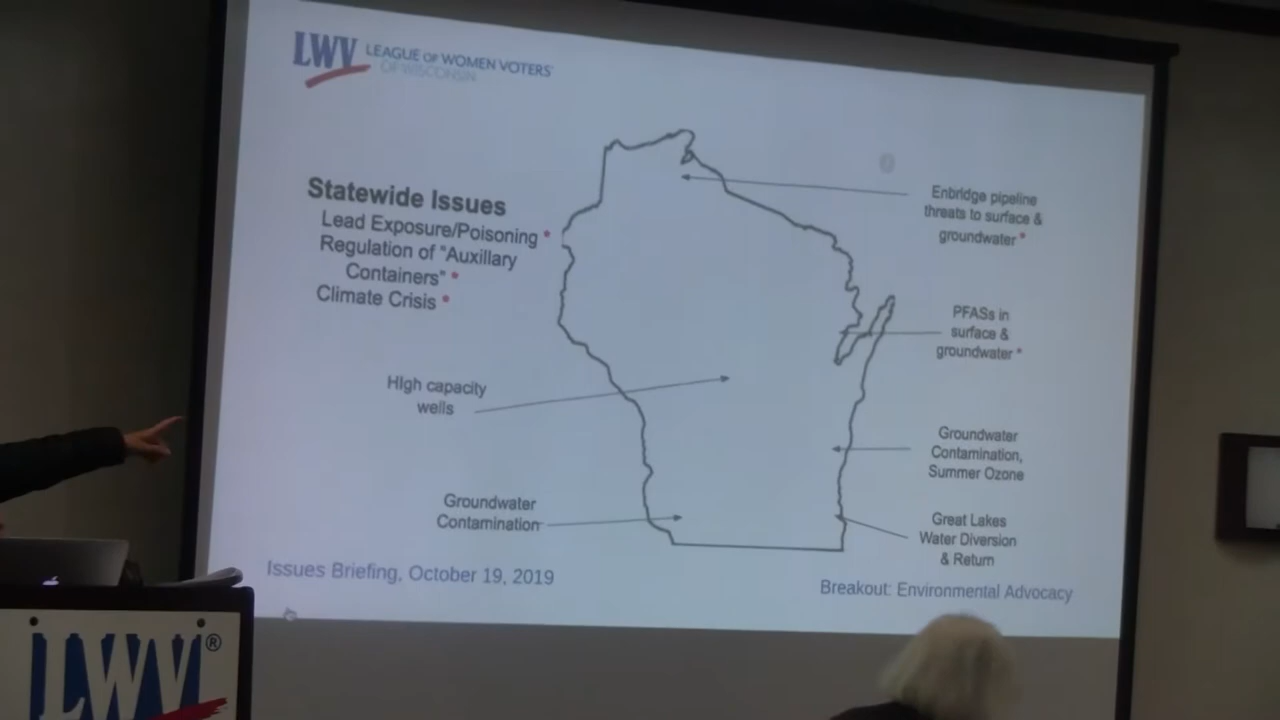 LWV LEAGUE OF WOMEN VOTERS®
OF WISCONSIN
Statewide Issues
Lead Exposure/Poisoning *
Regulation of "Auxillary
Containers" *
Climate Crisis *
Enbridge pipeline
threats to surface &
groundwater *
PFASs in
surface &
groundwater *
HIgh capacity
wells
Groundwater
Contamination,
Summer Ozone
Groundwater
Contamination
Great Lakes
Water Diversion
& Return
Issues Briefing, October 19, 2019
Breakout: Environmental Advocacy
LWV®